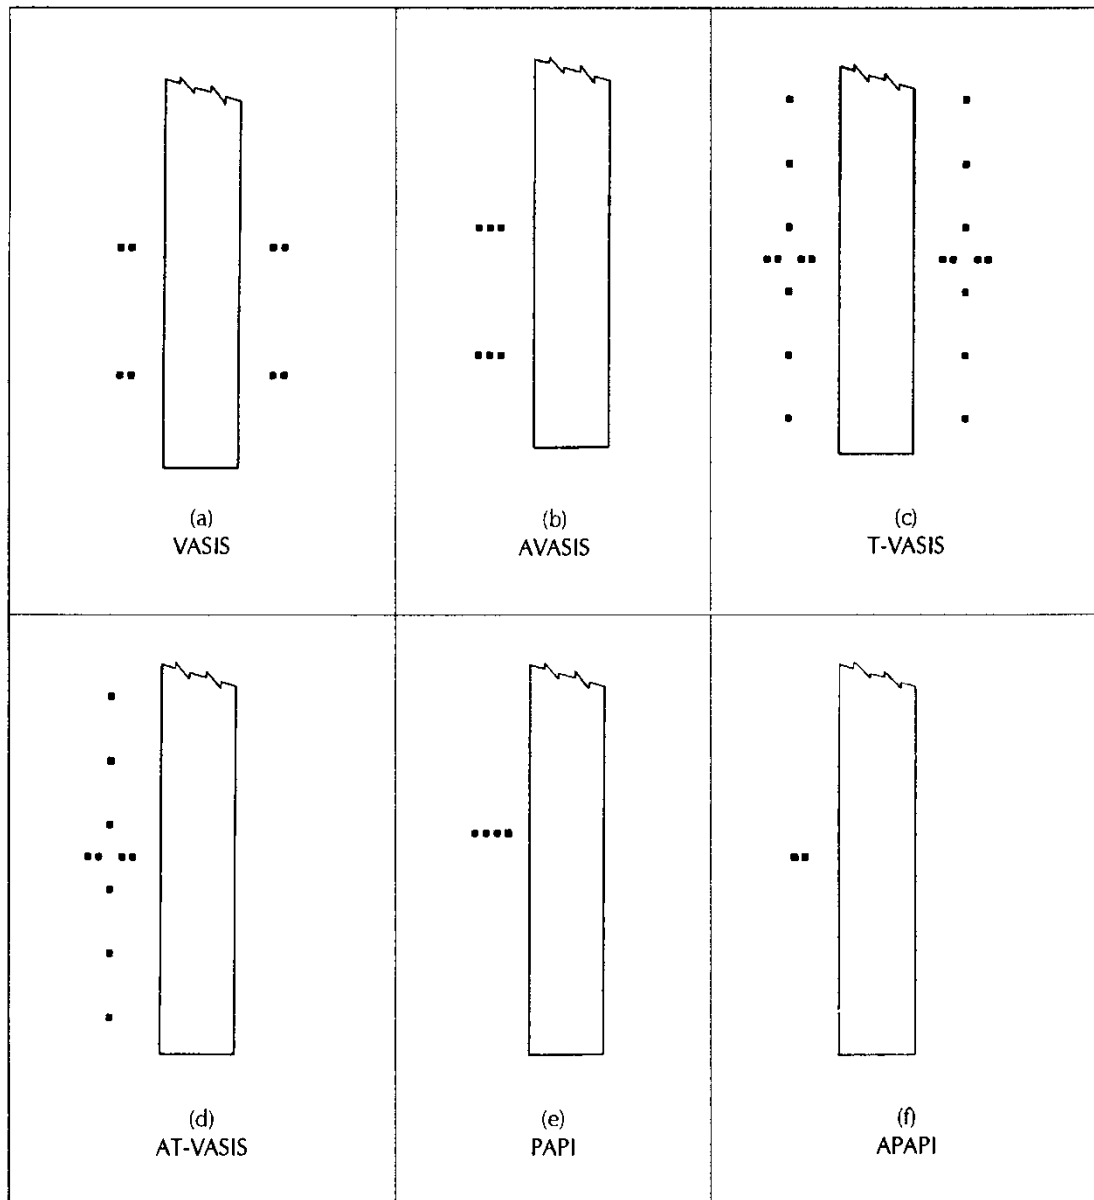 (a)
VASIS
(b)
AVASIS
(c)
T-VASIS
(d)
AT-VASIS
(e)
PAPI
(f)
APAPI